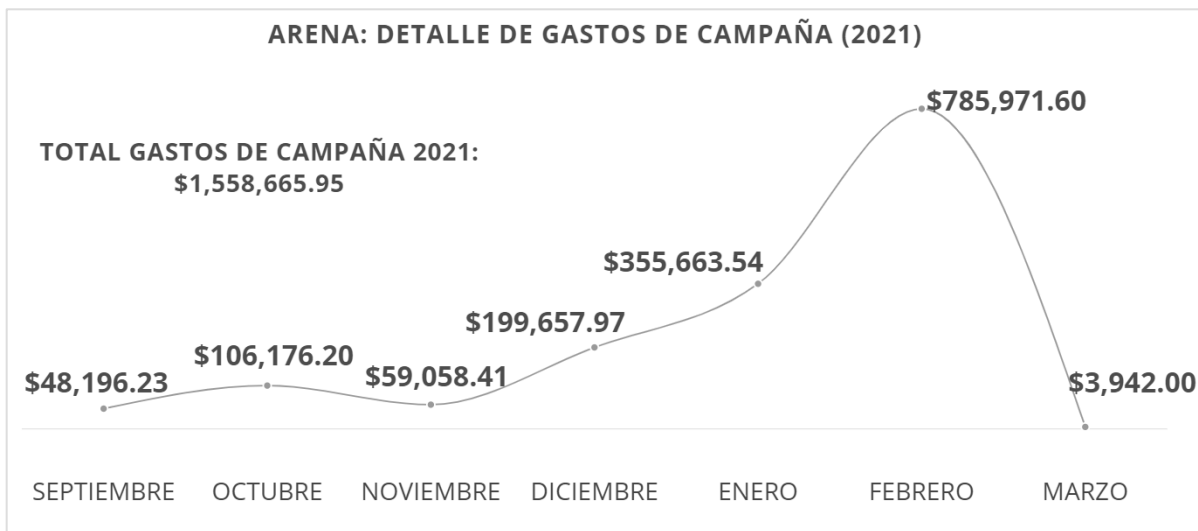 ARENA: DETALLE DE GASTOS DE CAMPAÑA (2021)
TOTAL GASTOS DE CAMPAÑA 2021:
$1,558,665.95
$48,196.23
$106,176.20
$59,058.41
$199,657.97
$355,663.54
$785,971.60
$3,942.00
SEPTIEMBRE OCTUBRE NOVIEMBRE DICIEMBRE ENERO FEBRERO MARZO